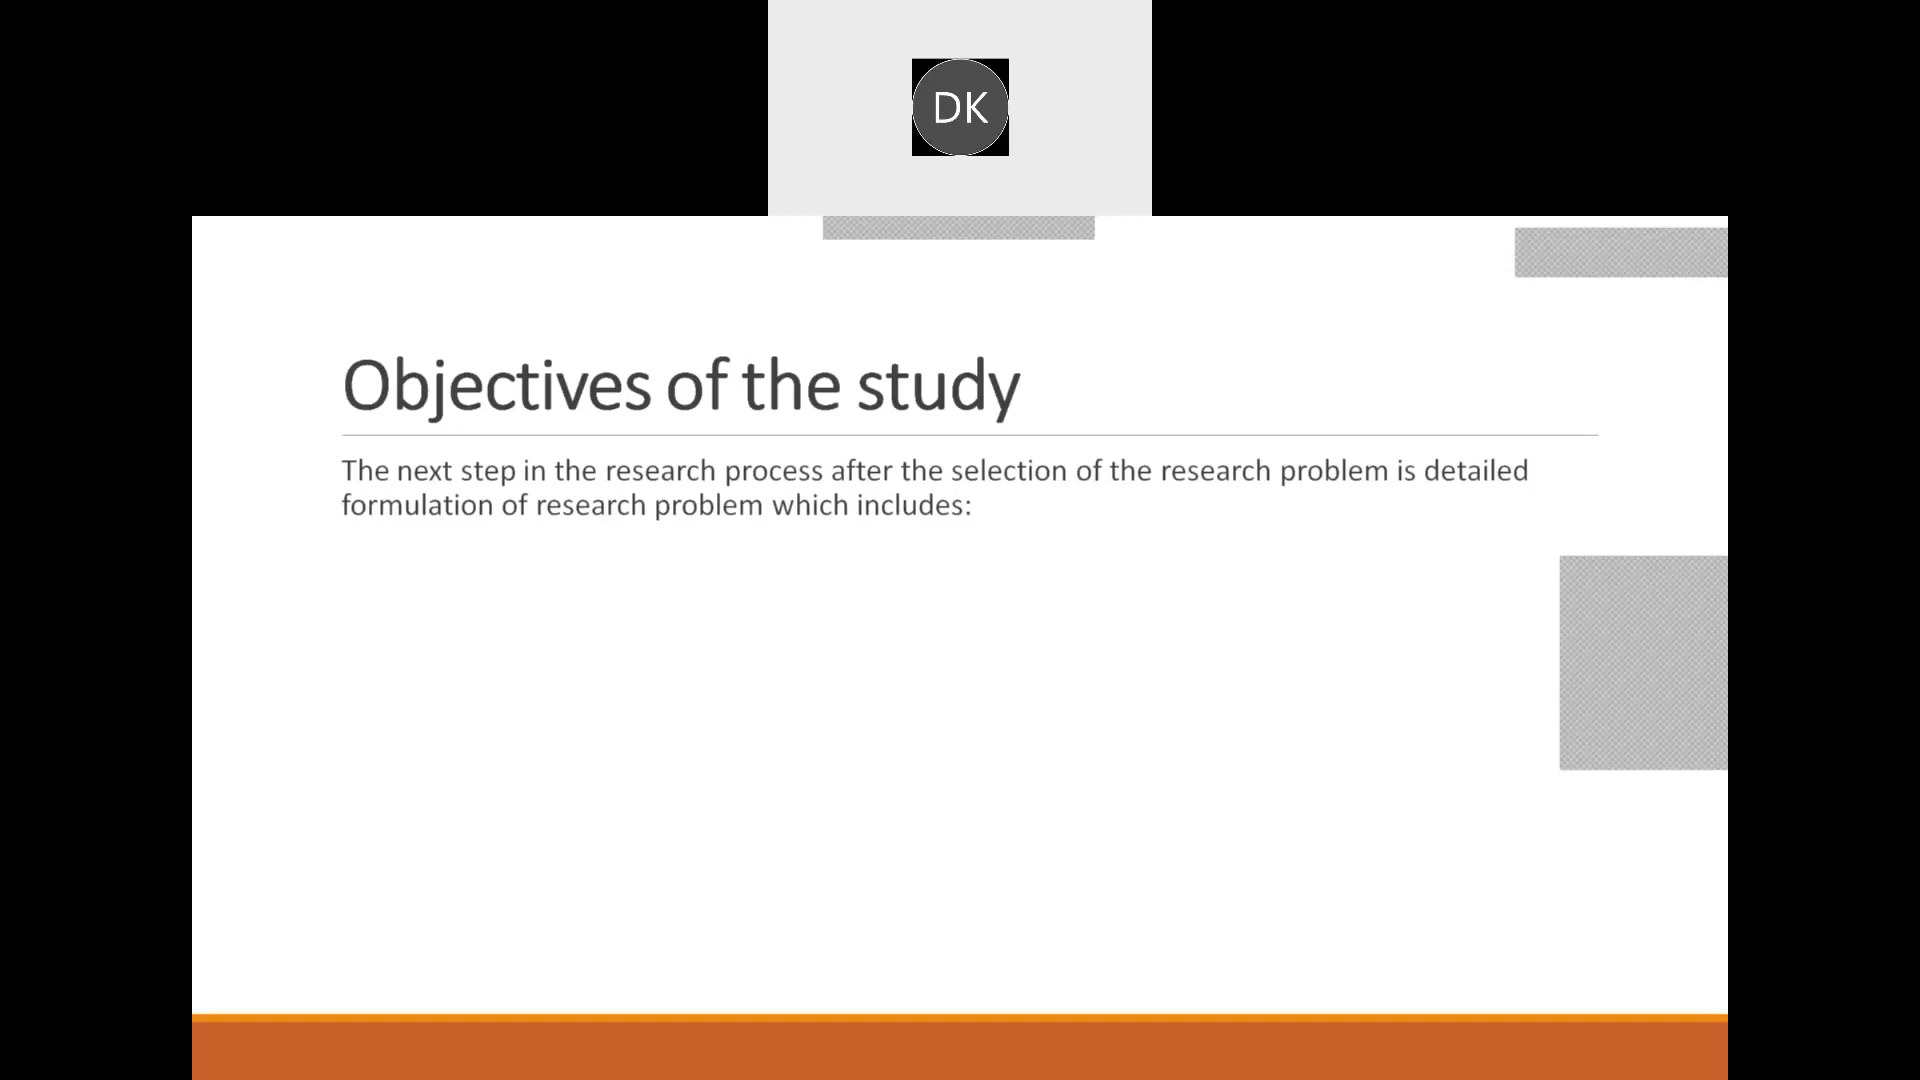 DK
Objectives of the study
The next step in the research process after the selection of the research problem is detailed
formulation of research problem which includes: